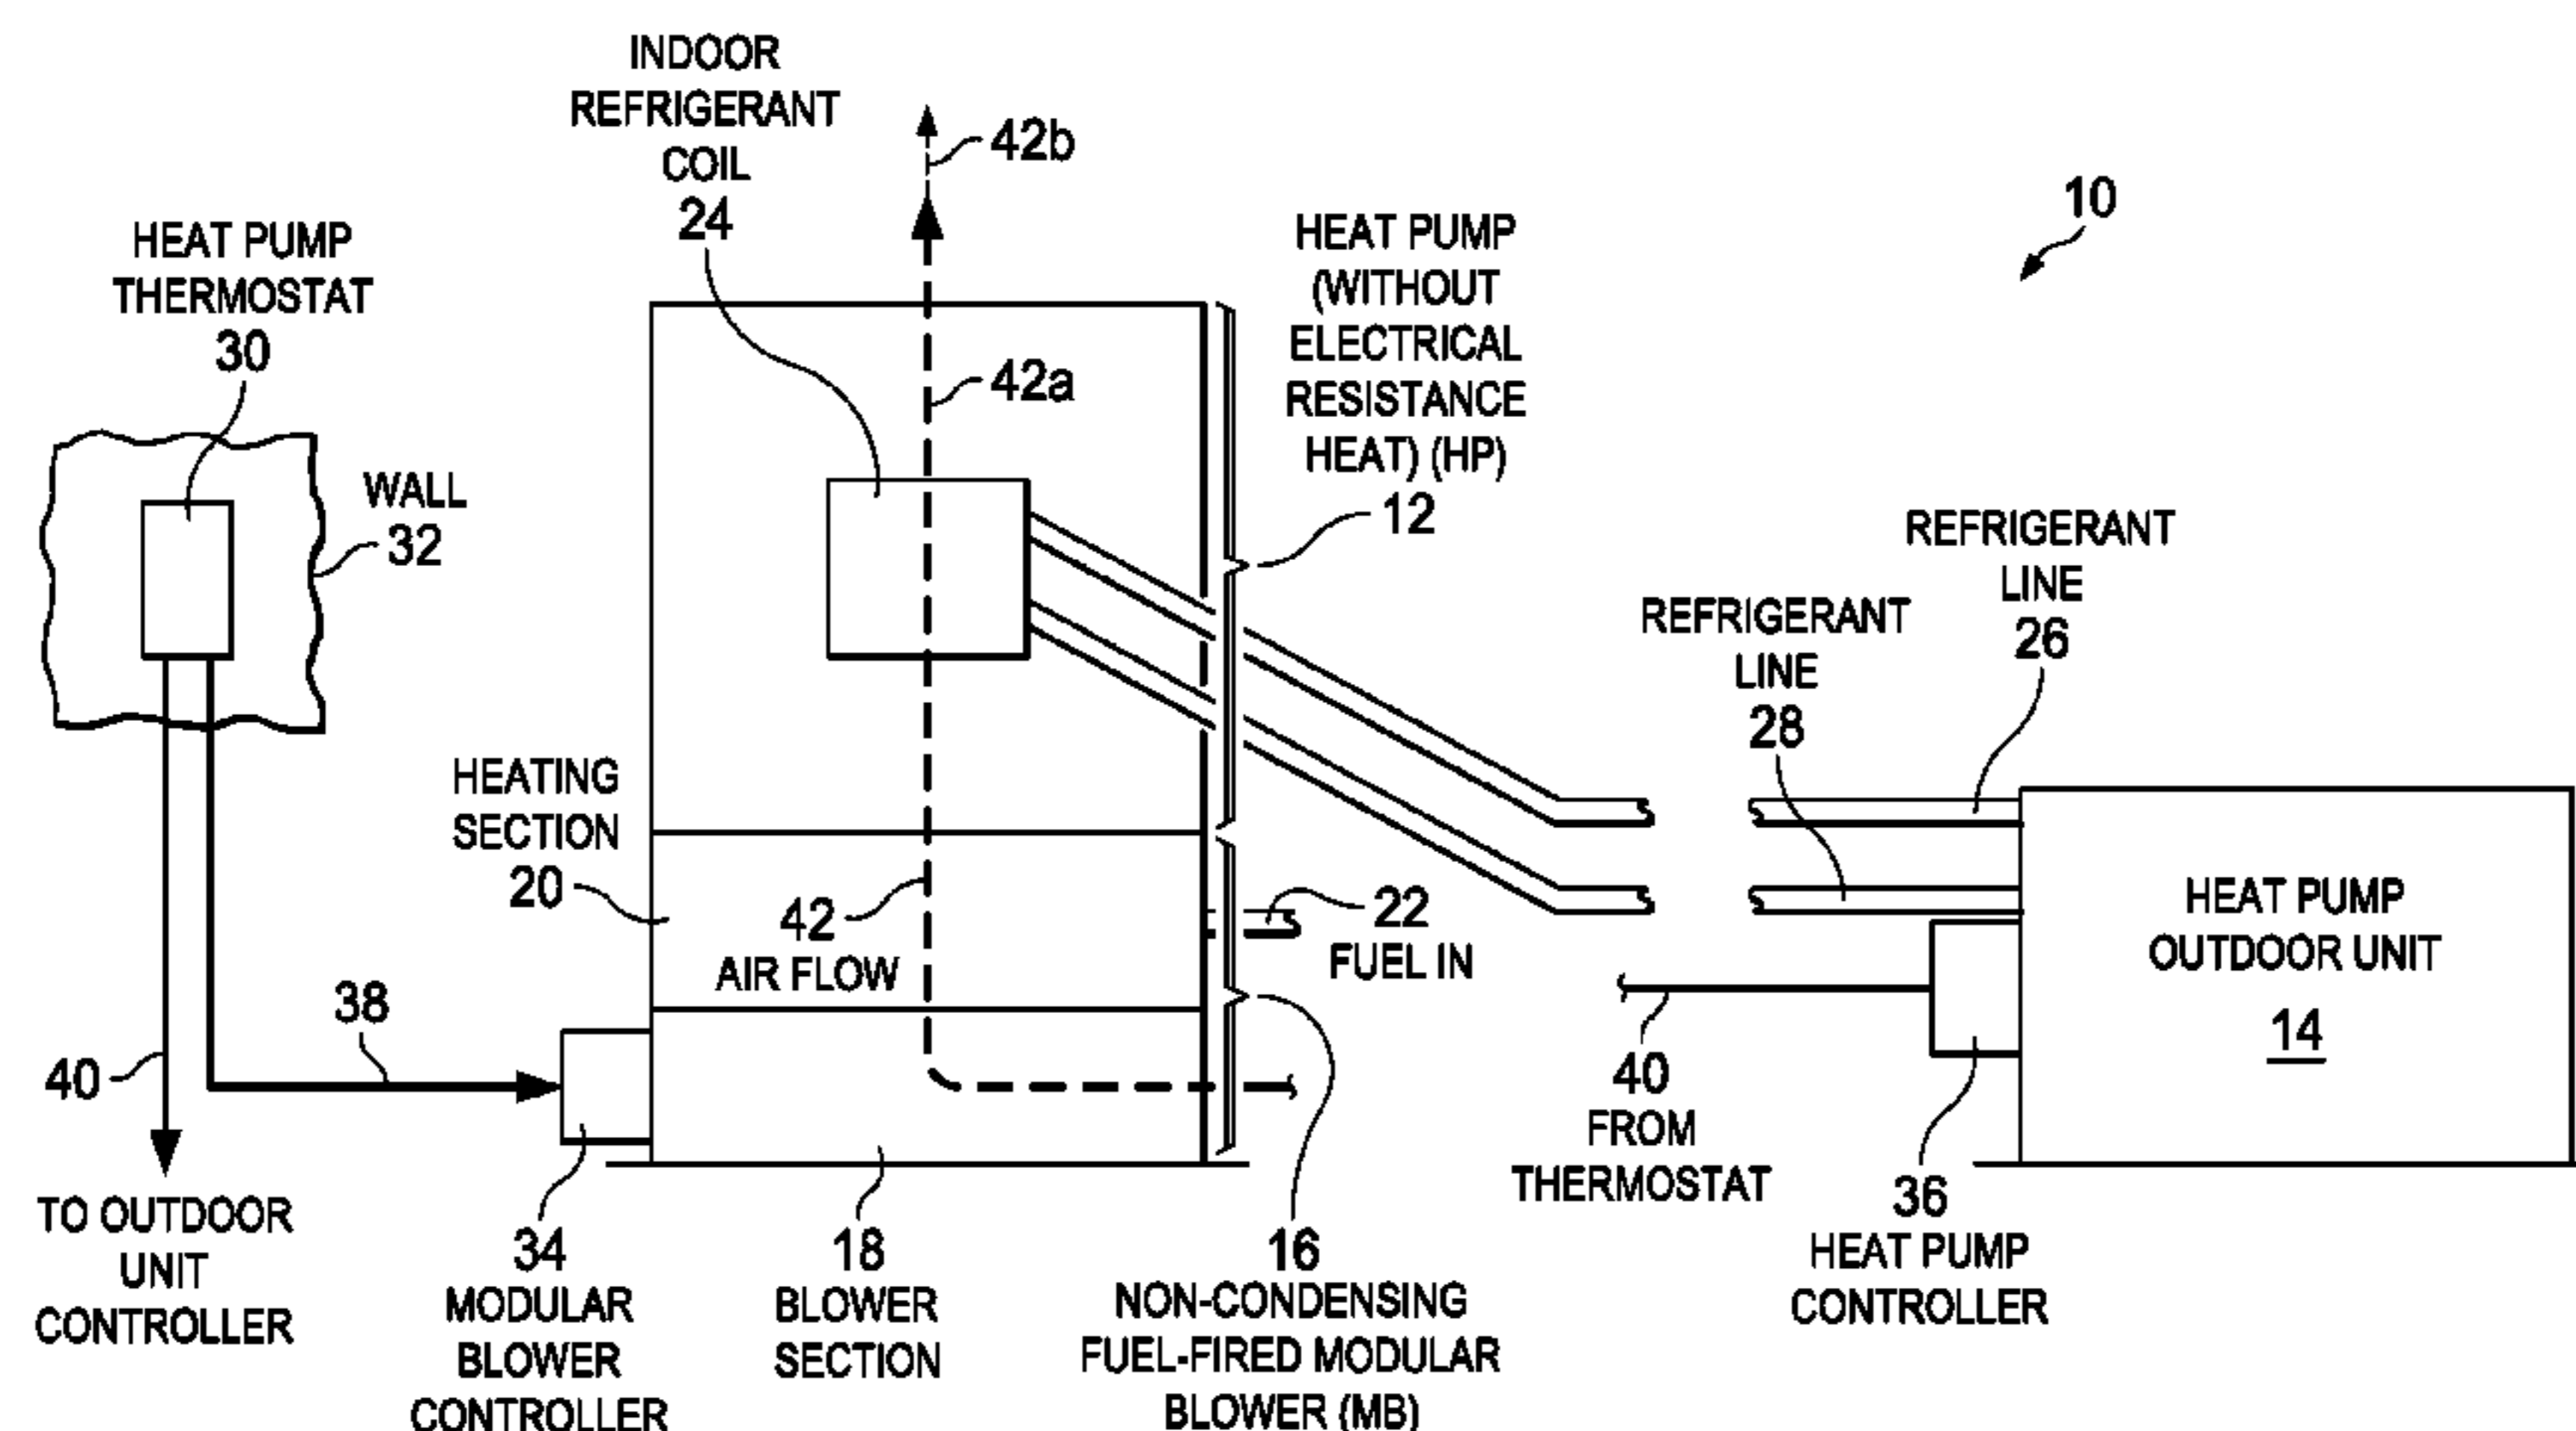 INDOOR
REFRIGERANT
COIL
24
42b
42a
10
HEAT PUMP
THERMOSTAT
30
WALL
32
HEAT PUMP
(WITHOUT
ELECTRICAL
RESISTANCE
HEAT) (HP)
12
REFRIGERANT
LINE
26
REFRIGERANT
LINE
28
HEATING
SECTION
20
42
AIR FLOW
22
FUEL IN
HEAT PUMP
OUTDOOR UNIT
14
38
40
TO OUTDOOR
UNIT
CONTROLLER
34
MODULAR
BLOWER
CONTROLLER
18
BLOWER
SECTION
16
NON-CONDENSING
FUEL-FIRED MODULAR
BLOWER (MB)
40
FROM
THERMOSTAT
36
HEAT PUMP
CONTROLLER